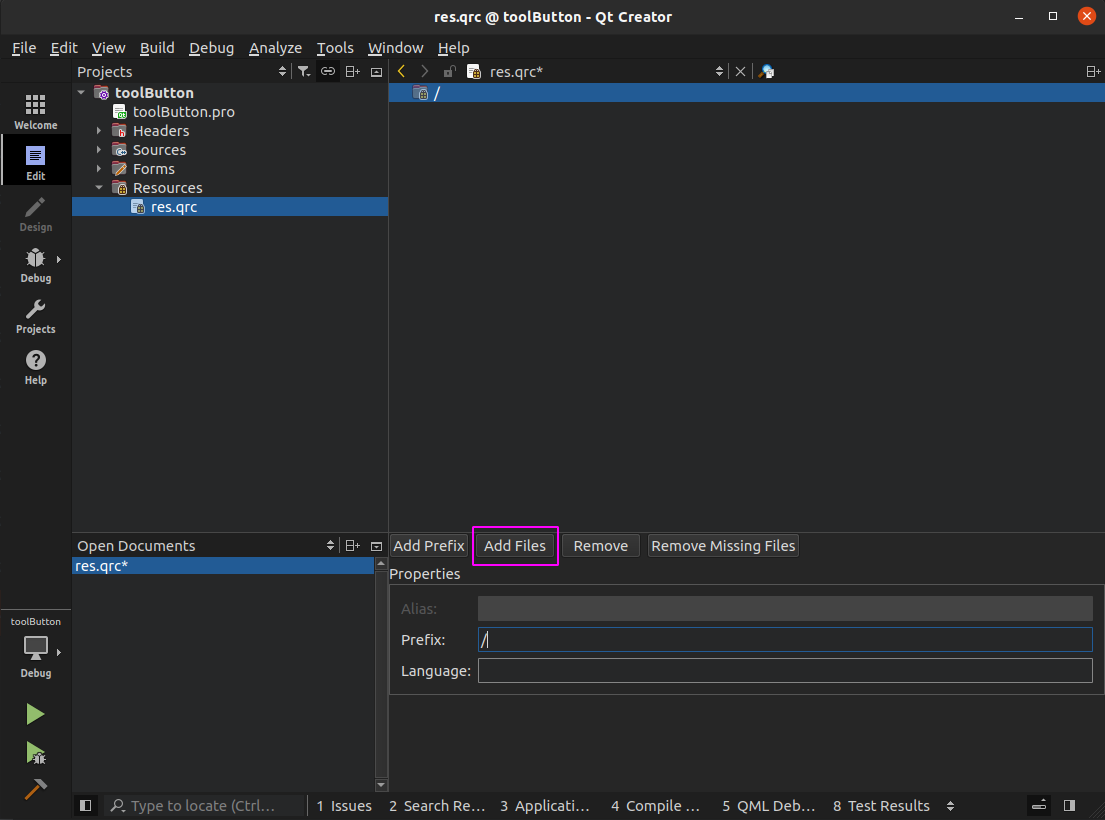 res.qrc @ toolButton - Qt Creator
File Edit View Build Debug Analyze Tools Window Help
Projects
res.qrc*
Welcome
Edit
Design
Debug
Projects
Help
toolButton
toolButton.pro
Headers
Sources
Forms
Resources
res.qrc
/
Open Documents
res.qrc*
Add Prefix Add Files Remove Remove Missing Files
Properties
Alias:
Prefix: /
Language:
toolButton
Debug
Type to locate (Ctrl... 1 Issues 2 Search Re... 3 Applicati... 4 Compile ... 5 QML Deb... 8 Test Results